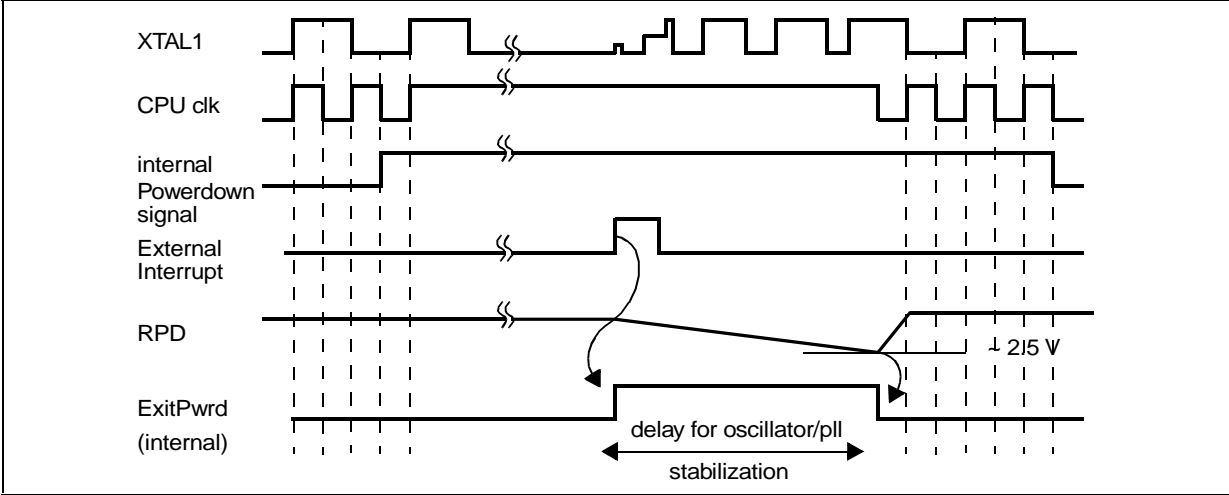 XTAL1
CPU clk
internal
Powerdown
signal
External
Interrupt
RPD
~ 2.5 V
ExitPwrd
(internal)
delay for oscillator/pll
stabilization